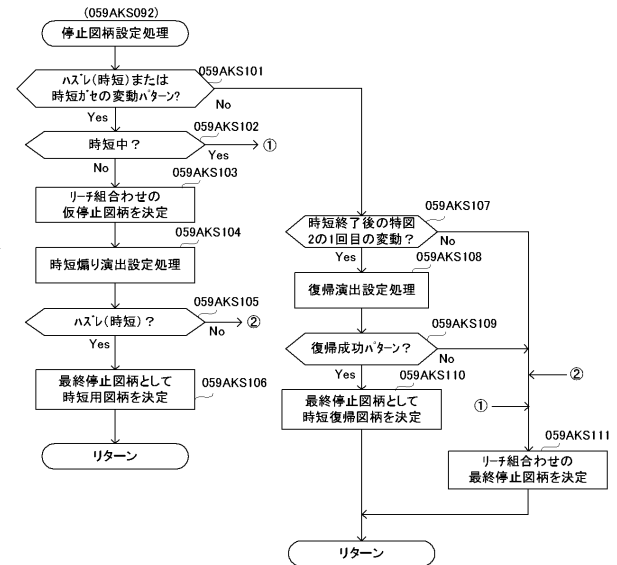 (059AKS092)
停止図柄設定処理
059AKS101
ﾊｽﾞﾚ(時短)または
時短ｶﾞｾの変動ﾊﾟﾀｰﾝ?
No
Yes
059AKS102
時短中？
Yes
①
No
059AKS103
ﾘｰﾁ組合わせの
仮停止図柄を決定
059AKS104
時短煽り演出設定処理
059AKS105
ﾊｽﾞﾚ(時短)？
No
②
Yes
最終停止図柄として
時短用図柄を決定
059AKS106
リターン
059AKS107
時短終了後の特図
2の1回目の変動？
No
Yes
059AKS108
復帰演出設定処理
059AKS109
復帰成功ﾊﾟﾀｰﾝ？
No
Yes
②
059AKS110
最終停止図柄として
時短復帰図柄を決定
①
059AKS111
ﾘｰﾁ組合わせの
最終停止図柄を決定
リターン